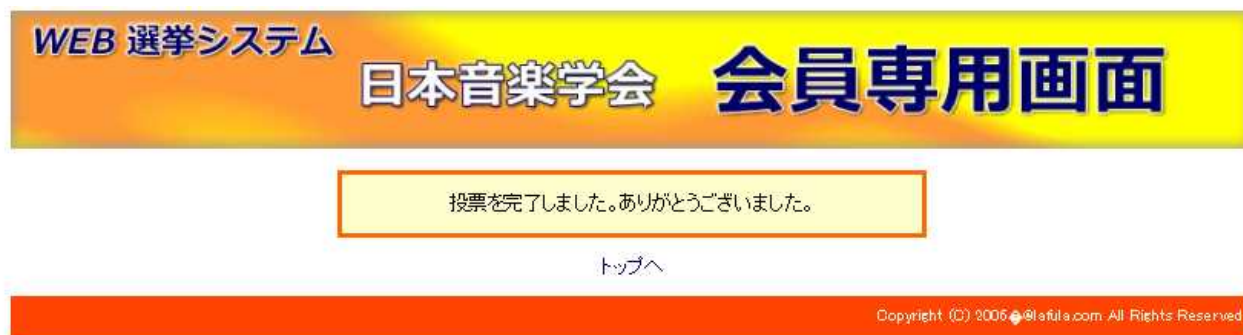 WEB 選挙システム
日本音楽学会 会員専用画面
投票を完了しました。ありがとうございました。
トップへ
Copyright (C) 2005�@lafula.com All Rights Reserved